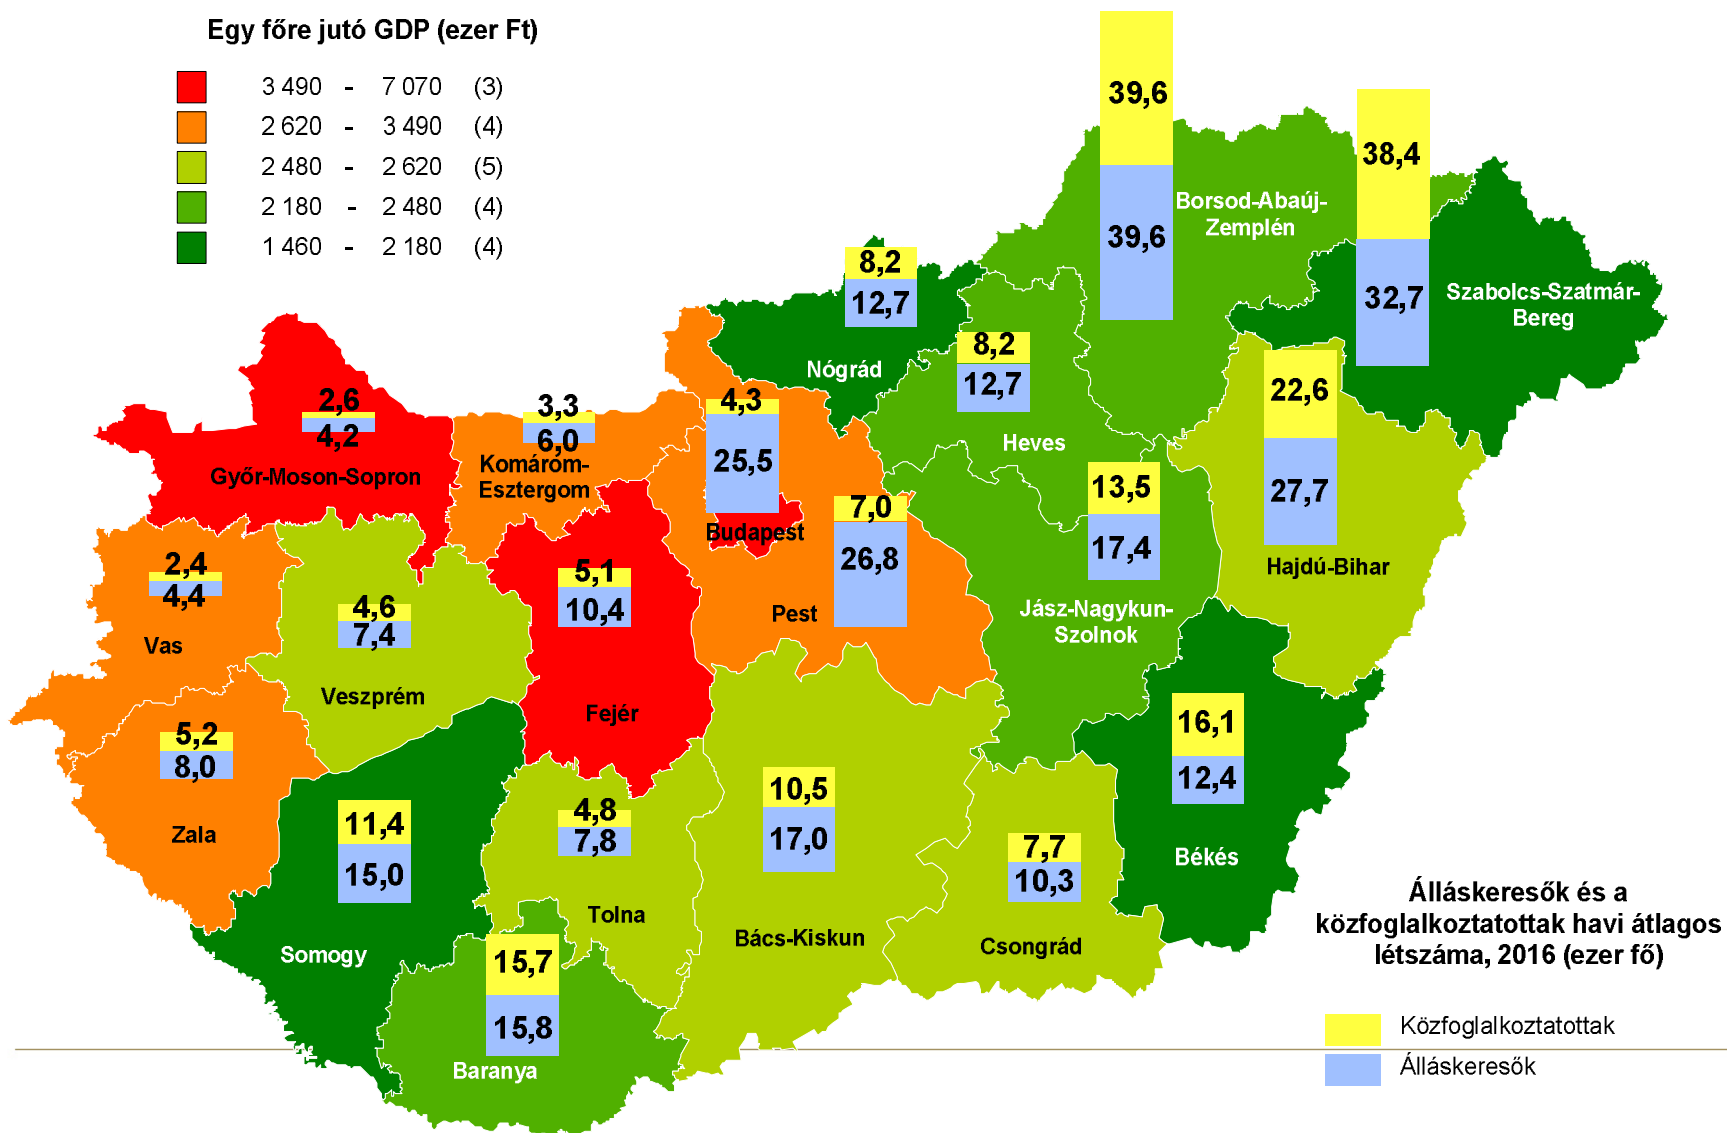 Egy főre jutó GDP (ezer Ft)
3 490 - 7 070 (3)
2 620 - 3 490 (4)
2 480 - 2 620 (5)
2 180 - 2 480 (4)
1 460 - 2 180 (4)
39,6
39,6
Borsod-Abaúj-
Zemplén
38,4
32,7
Szabolcs-Szatmár-
Bereg
8,2
12,7
Nógrád
8,2
12,7
Heves
22,6
27,7
Hajdú-Bihar
2,6
4,2
Győr-Moson-Sopron
3,3
6,0
Komárom-
Esztergom
4,3
25,5
Budapest
7,0
26,8
Pest
13,5
17,4
Jász-Nagykun-
Szolnok
2,4
4,4
Vas
4,6
7,4
Veszprém
5,1
10,4
Fejér
5,2
8,0
Zala
11,4
15,0
Somogy
4,8
7,8
Tolna
10,5
17,0
Bács-Kiskun
7,7
10,3
Csongrád
16,1
12,4
Békés
15,7
15,8
Baranya
Álláskeresők és a
közfoglalkoztatottak havi átlagos
létszáma, 2016 (ezer fő)
Közfoglalkoztatottak
Álláskeresők